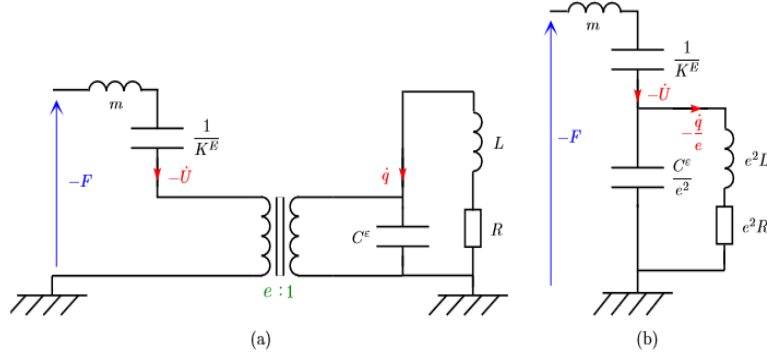 m
1
K^E
−F
−U̇
q̇
L
C^ε
R
e : 1
(a)
m
1
K^E
−U̇
−q̇
e
−F
C^ε
e²
e²L
e²R
(b)